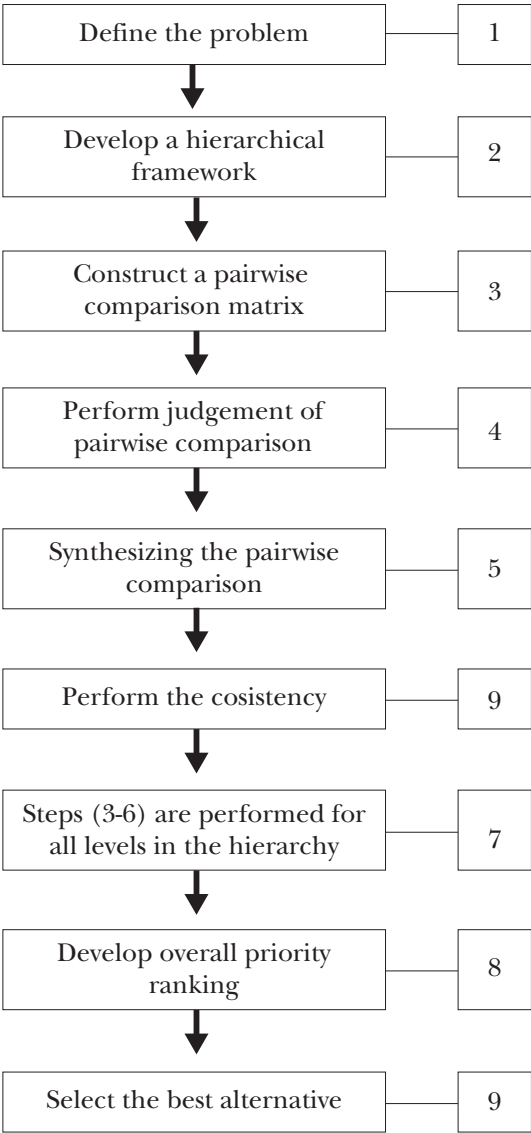 Define the problem
1
Develop a hierarchical
framework
2
Construct a pairwise
comparison matrix
3
Perform judgement of
pairwise comparison
4
Synthesizing the pairwise
comparison
5
Perform the cosistency
9
Steps (3-6) are performed for
all levels in the hierarchy
7
Develop overall priority
ranking
8
Select the best alternative
9